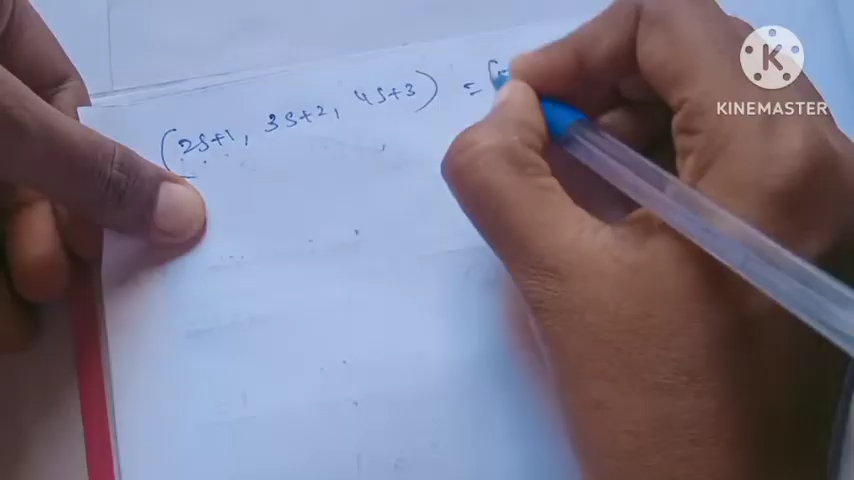 (2s+1, 3s+2, 4s+3) = (
KINEMASTER